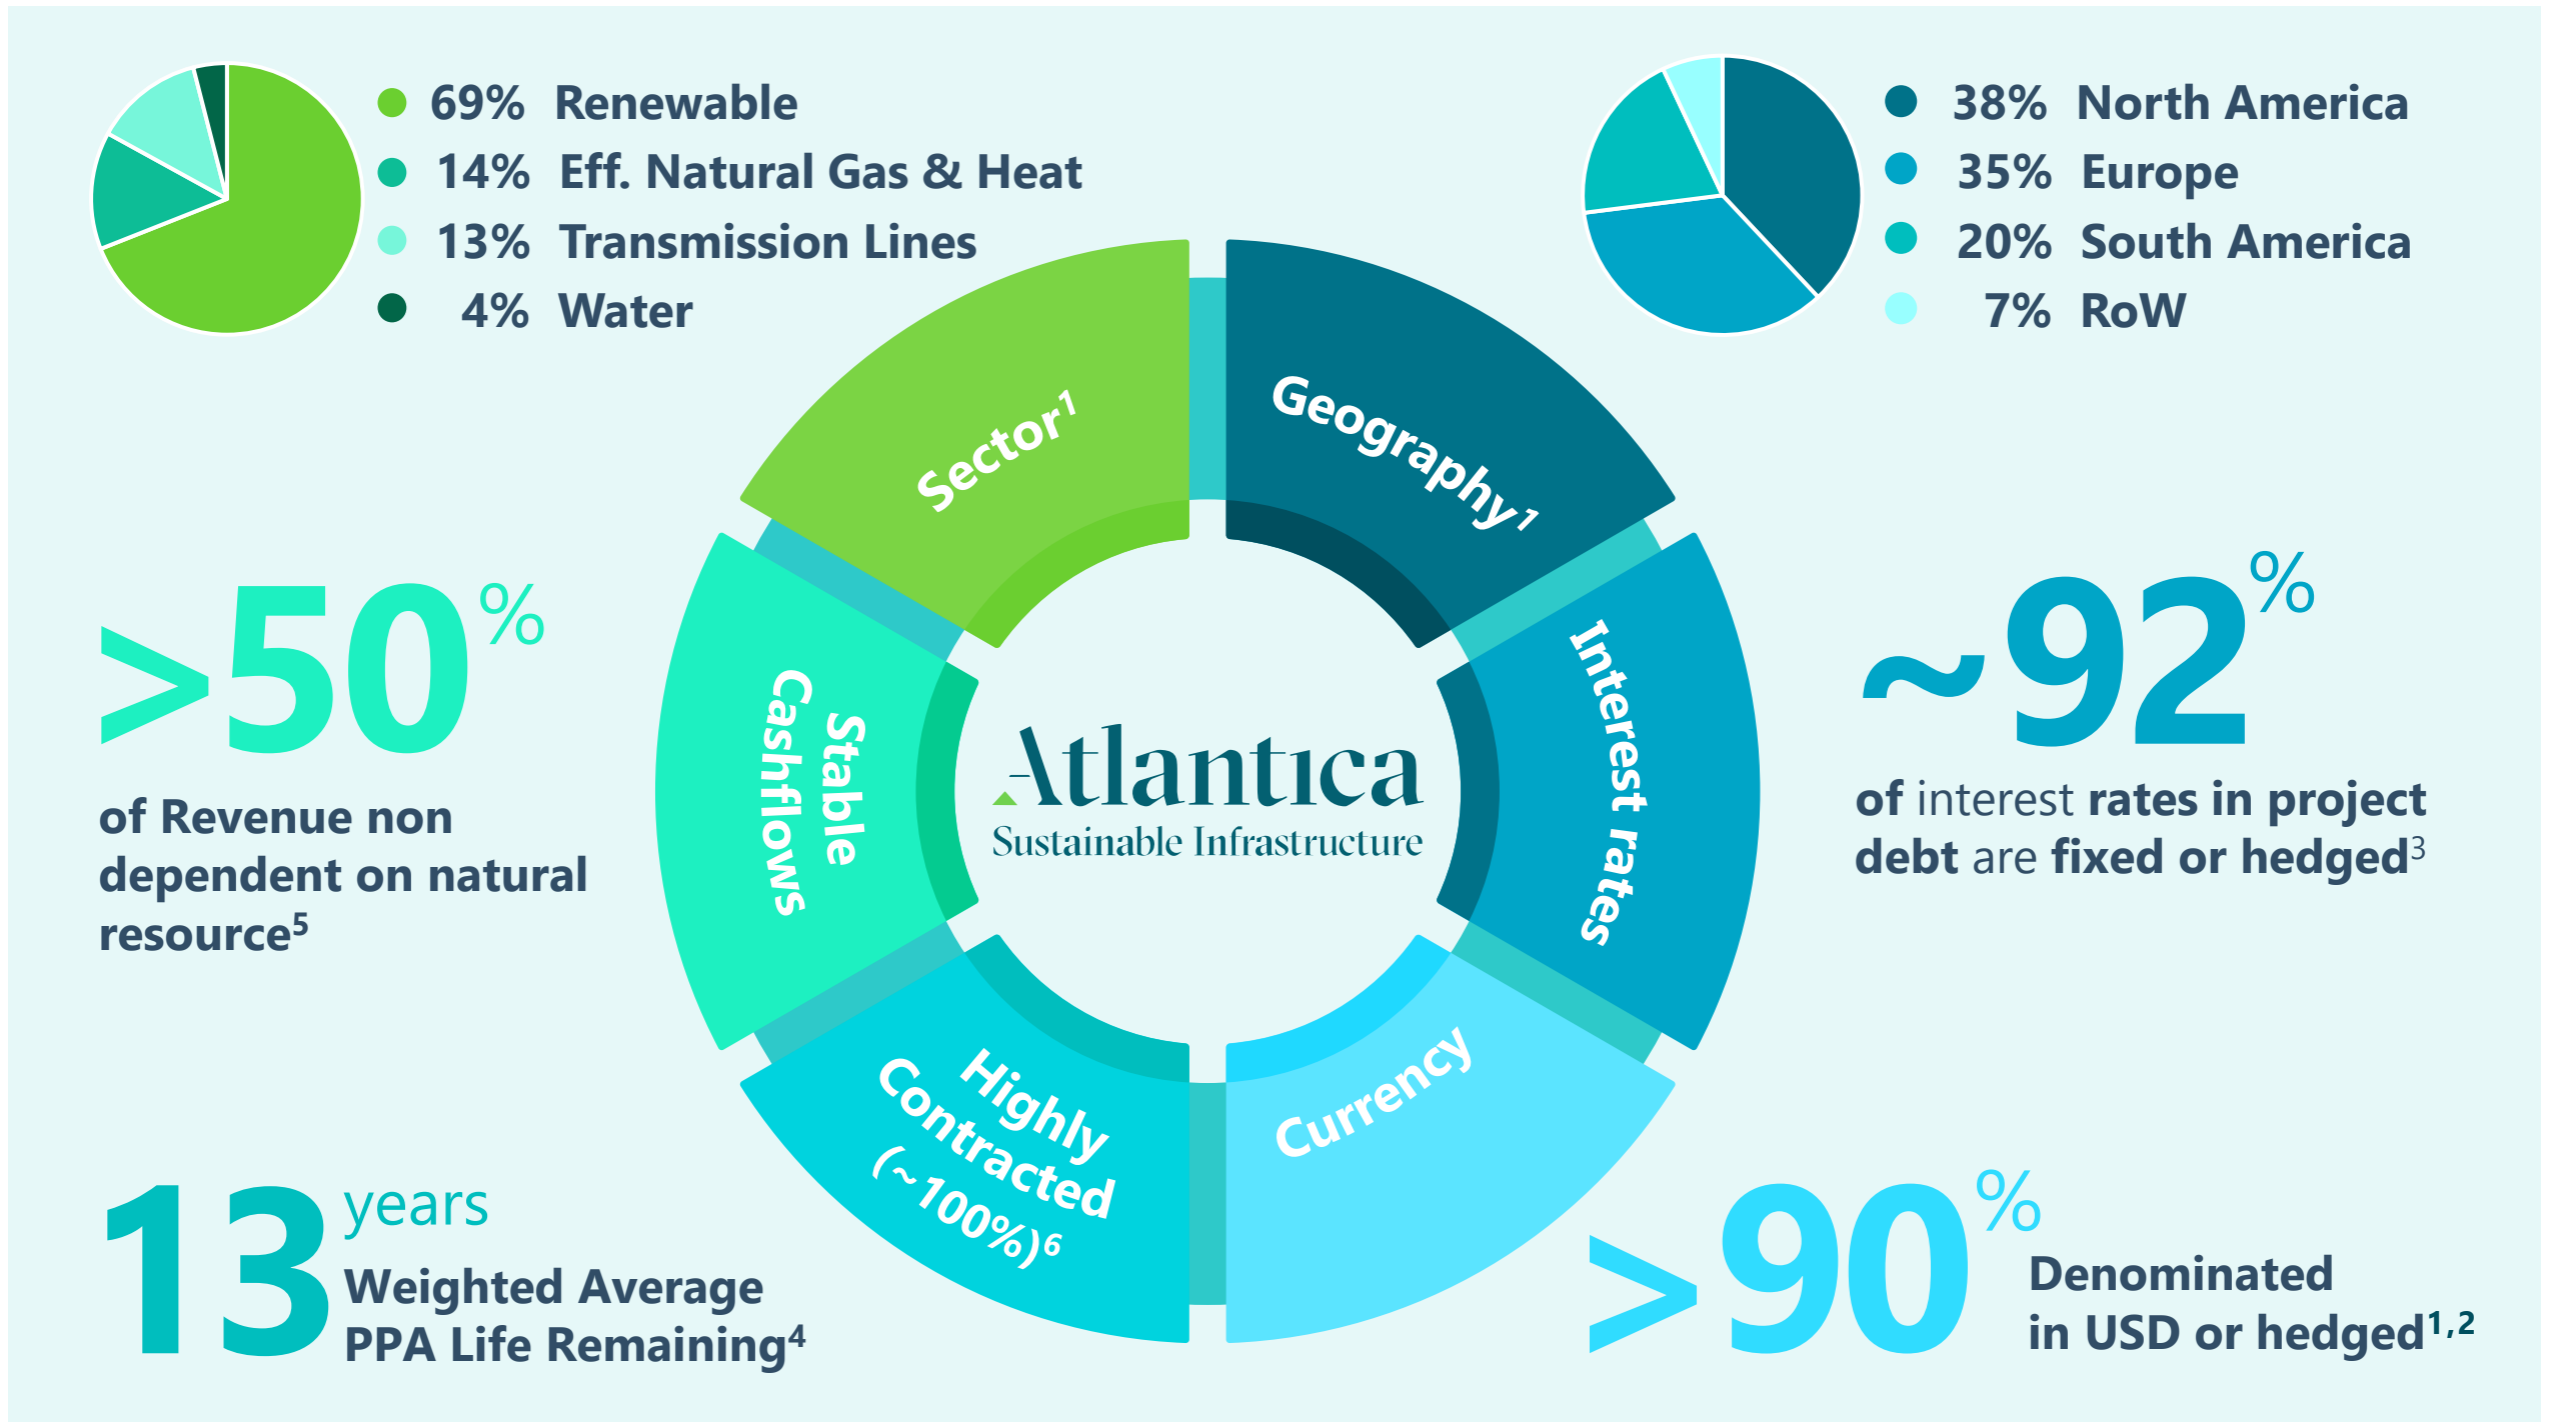 69% Renewable
14% Eff. Natural Gas & Heat
13% Transmission Lines
4% Water
38% North America
35% Europe
20% South America
7% RoW
Sector1
Geography1
>50%
of Revenue non
dependent on natural
resource5
Stable
Cashflows
Atlantica
Sustainable Infrastructure
Interest rates
~92%
of interest rates in project
debt are fixed or hedged3
13 years
Weighted Average
PPA Life Remaining4
Highly
Contracted
(~100%)6
Currency
>90%
Denominated
in USD or hedged1,2